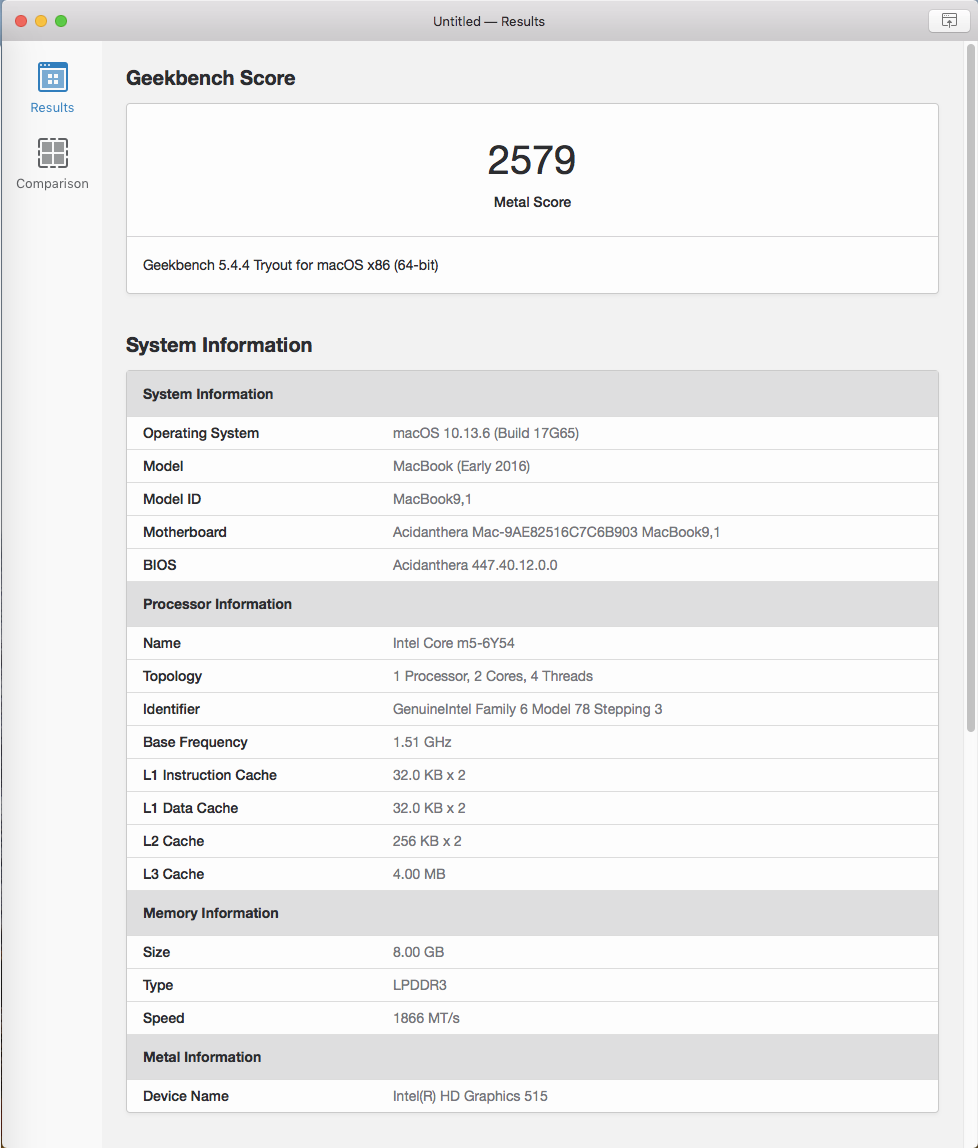 Untitled — Results
Results
Comparison
Geekbench Score
2579
Metal Score
Geekbench 5.4.4 Tryout for macOS x86 (64-bit)
System Information
System Information
Operating System macOS 10.13.6 (Build 17G65)
Model MacBook (Early 2016)
Model ID MacBook9,1
Motherboard Acidanthera Mac-9AE82516C7C6B903 MacBook9,1
BIOS Acidanthera 447.40.12.0.0
Processor Information
Name Intel Core m5-6Y54
Topology 1 Processor, 2 Cores, 4 Threads
Identifier GenuineIntel Family 6 Model 78 Stepping 3
Base Frequency 1.51 GHz
L1 Instruction Cache 32.0 KB x 2
L1 Data Cache 32.0 KB x 2
L2 Cache 256 KB x 2
L3 Cache 4.00 MB
Memory Information
Size 8.00 GB
Type LPDDR3
Speed 1866 MT/s
Metal Information
Device Name Intel(R) HD Graphics 515